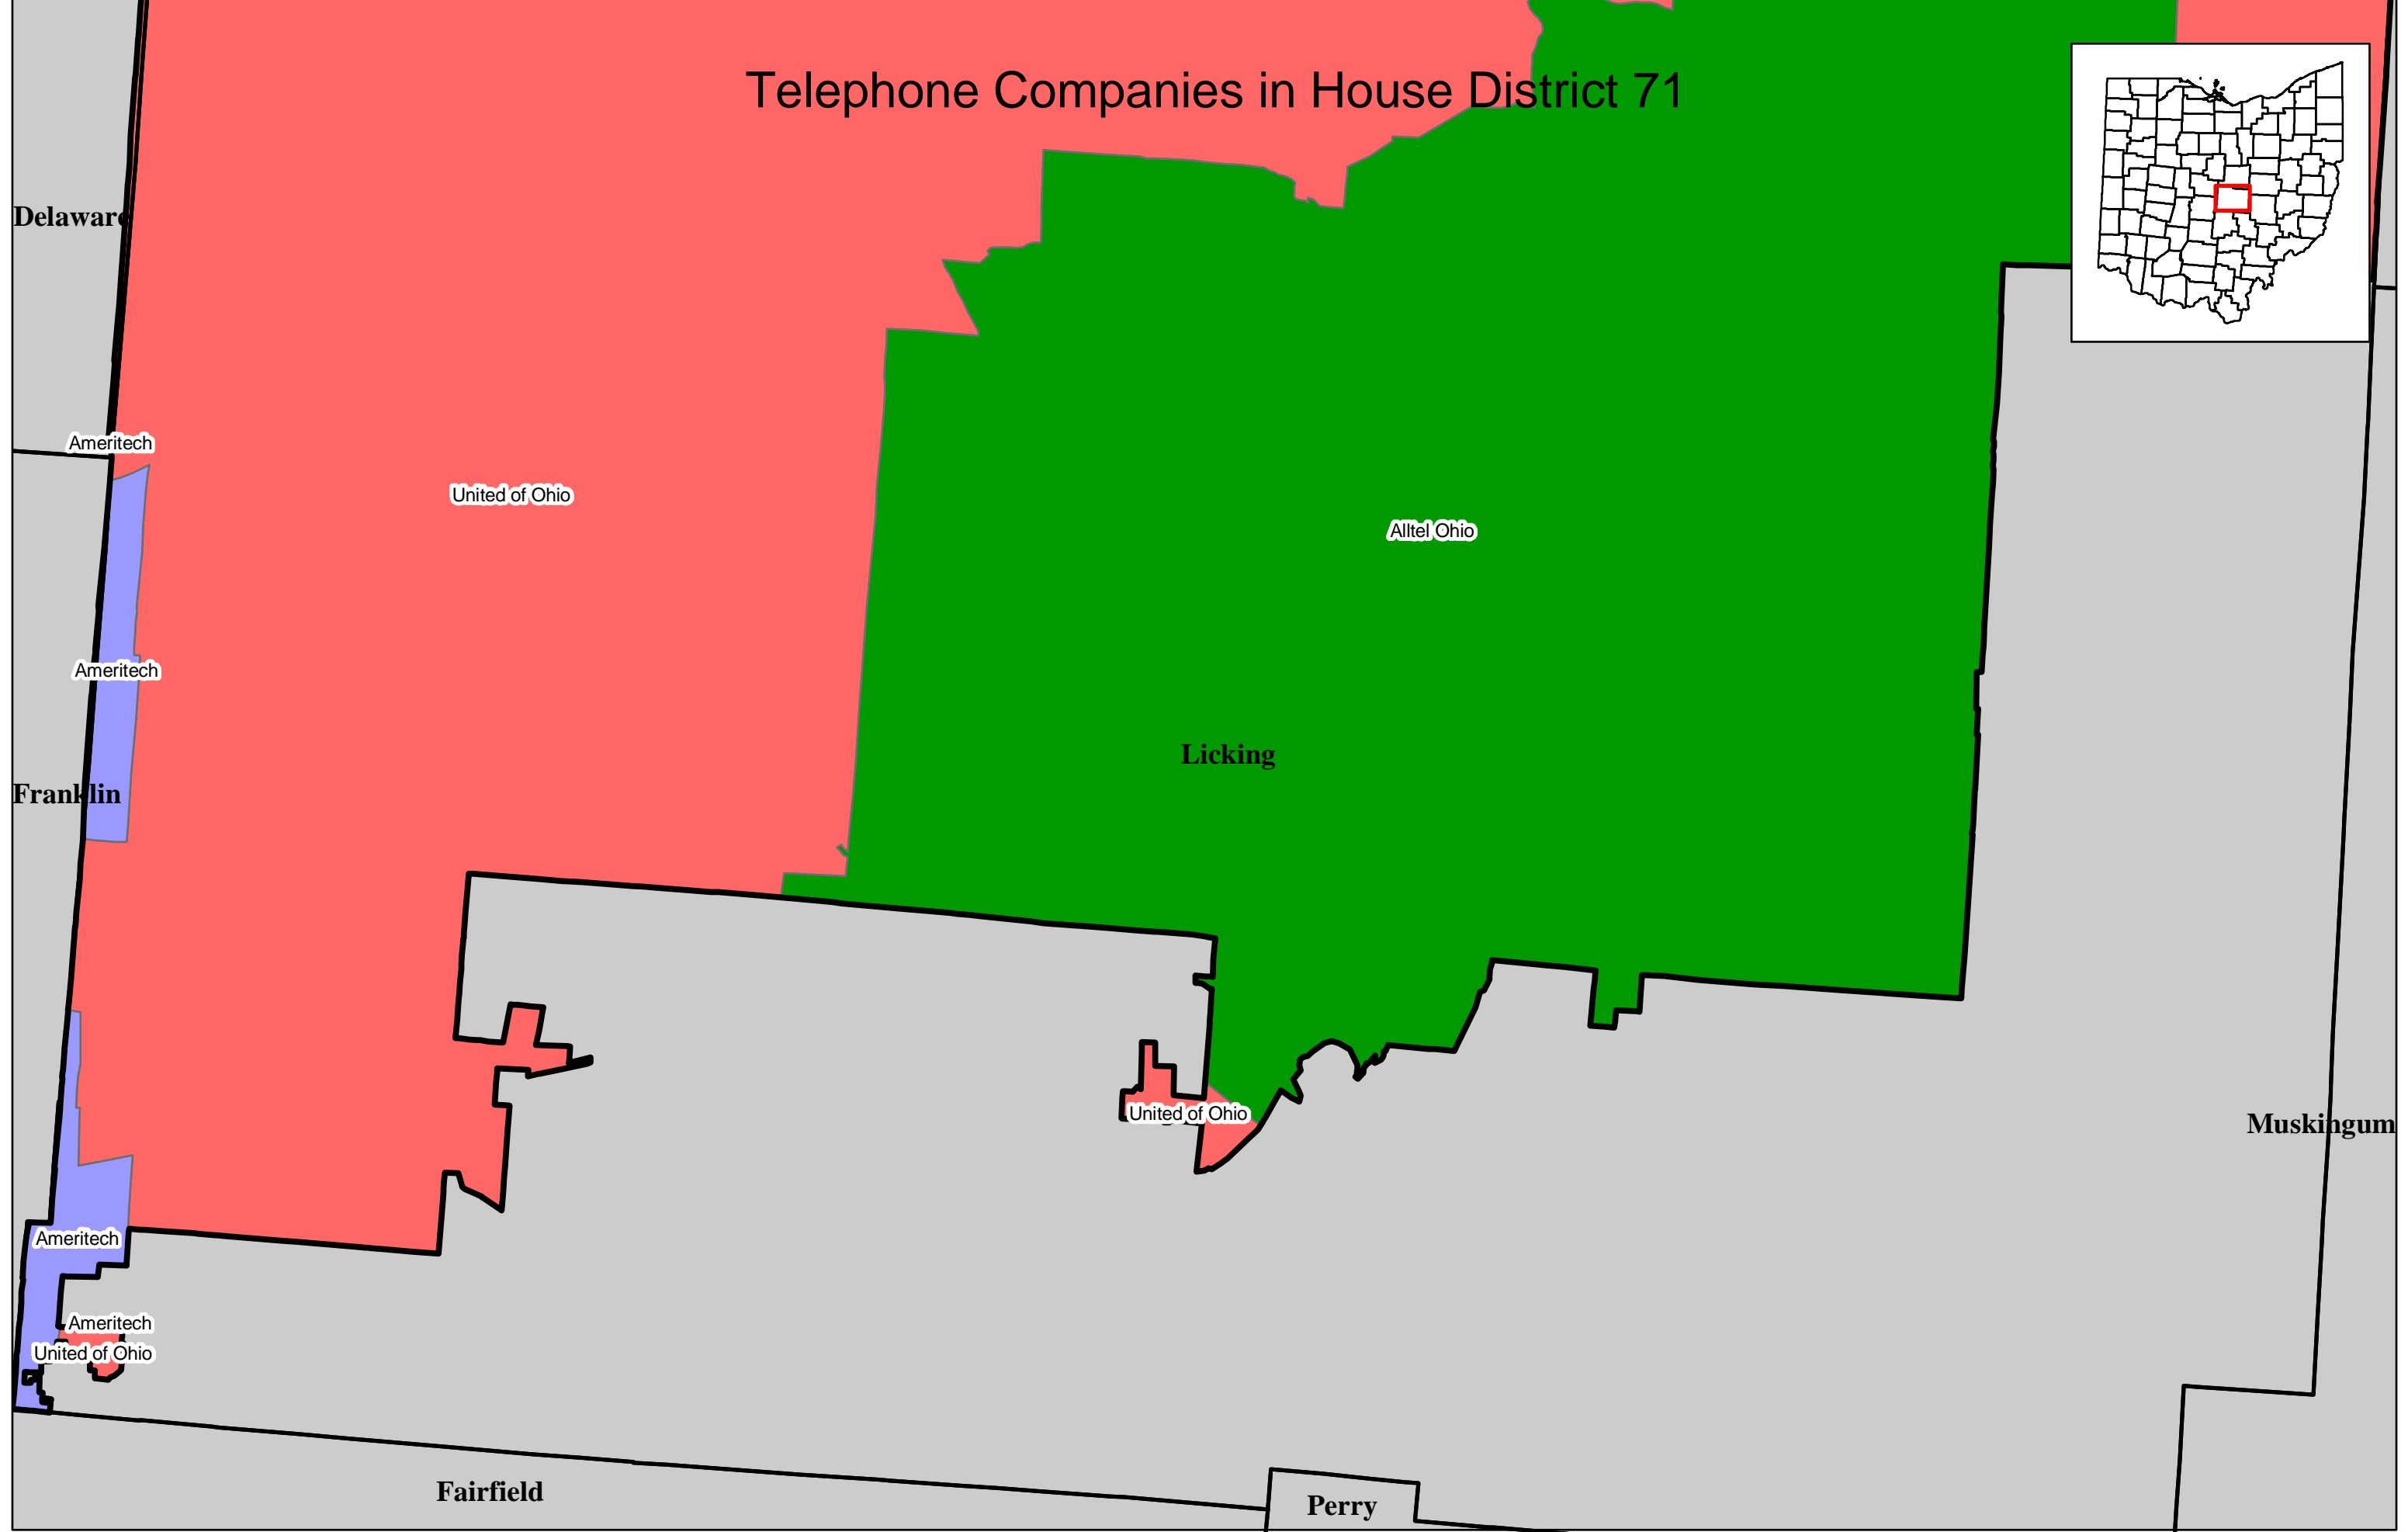 Telephone Companies in House District 71
Delaware
Ameritech
United of Ohio
Alltel Ohio
Ameritech
Licking
Franklin
United of Ohio
Muskingum
Ameritech
Ameritech
United of Ohio
Fairfield
Perry